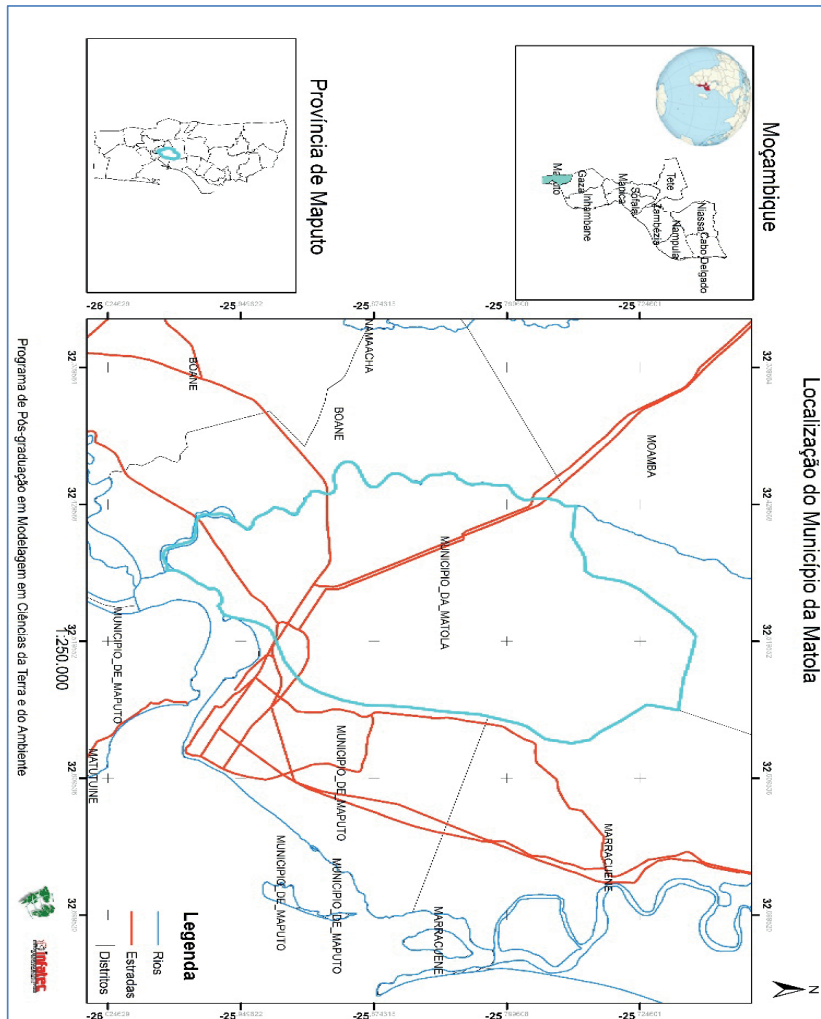 Localização do Município da Matola
Moçambique
Niassa
Cabo Delgado
Nampula
Tete
Zambézia
Sofala
Manica
Inhambane
Gaza
Maputo
Província de Maputo
N
MOAMBA
NAMAACHA
BOANE
BOANE
MUNICIPIO_DA_MATOLA
MARRACUENE
MARRACUENE
MUNICIPIO_DE_MAPUTO
MUNICIPIO_DE_MAPUTO
MUNICIPIO_DE_MAPUTO
MUNICIPIO_DE_MAPUTO
MATUTUINE
1:250.000
Legenda
Rios
Estradas
Distritos
Programa de Pós-graduação em Modelagem em Ciências da Terra e do Ambiente
infatec